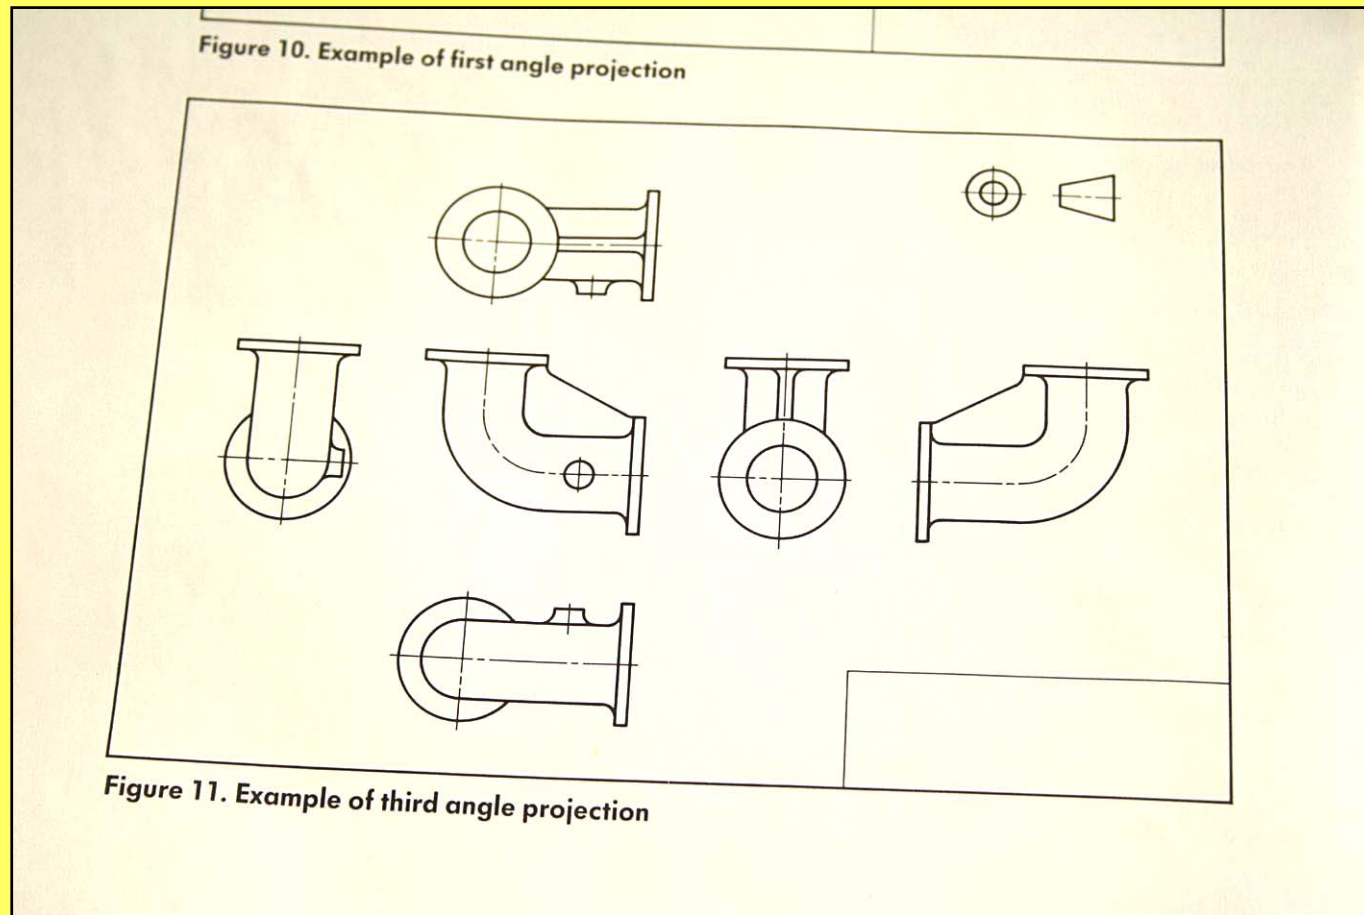 Figure 10. Example of first angle projection
Figure 11. Example of third angle projection